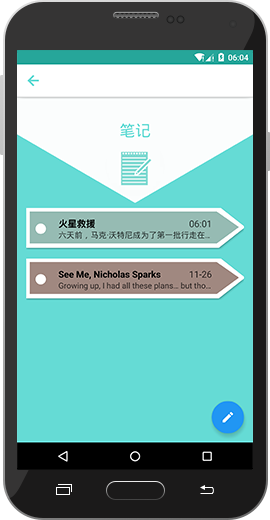 06:04
笔记
火星救援 06:01
六天前，马克·沃特尼成为了第一批行走在...
See Me, Nicholas Sparks 11-26
Growing up, I had all these plans... but tho...